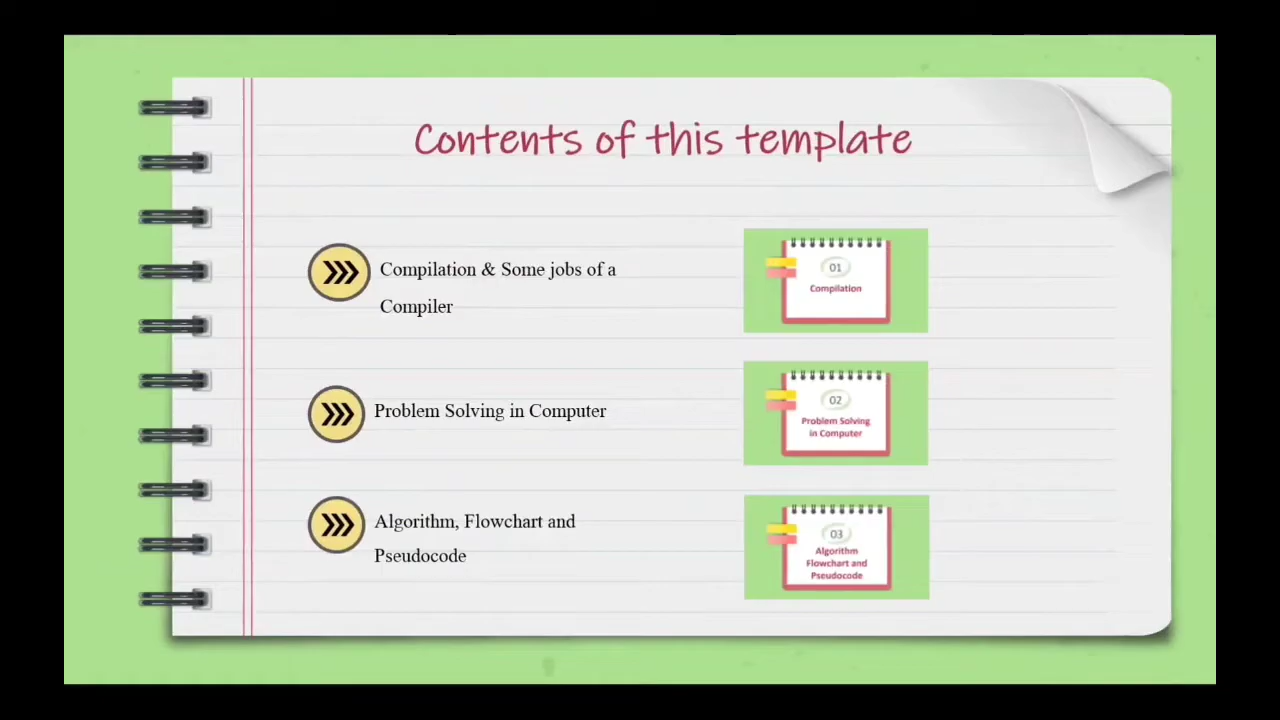 Contents of this template
Compilation & Some jobs of a
Compiler
01
Compilation
Problem Solving in Computer
02
Problem Solving
in Computer
Algorithm, Flowchart and
Pseudocode
03
Algorithm
Flowchart and
Pseudocode